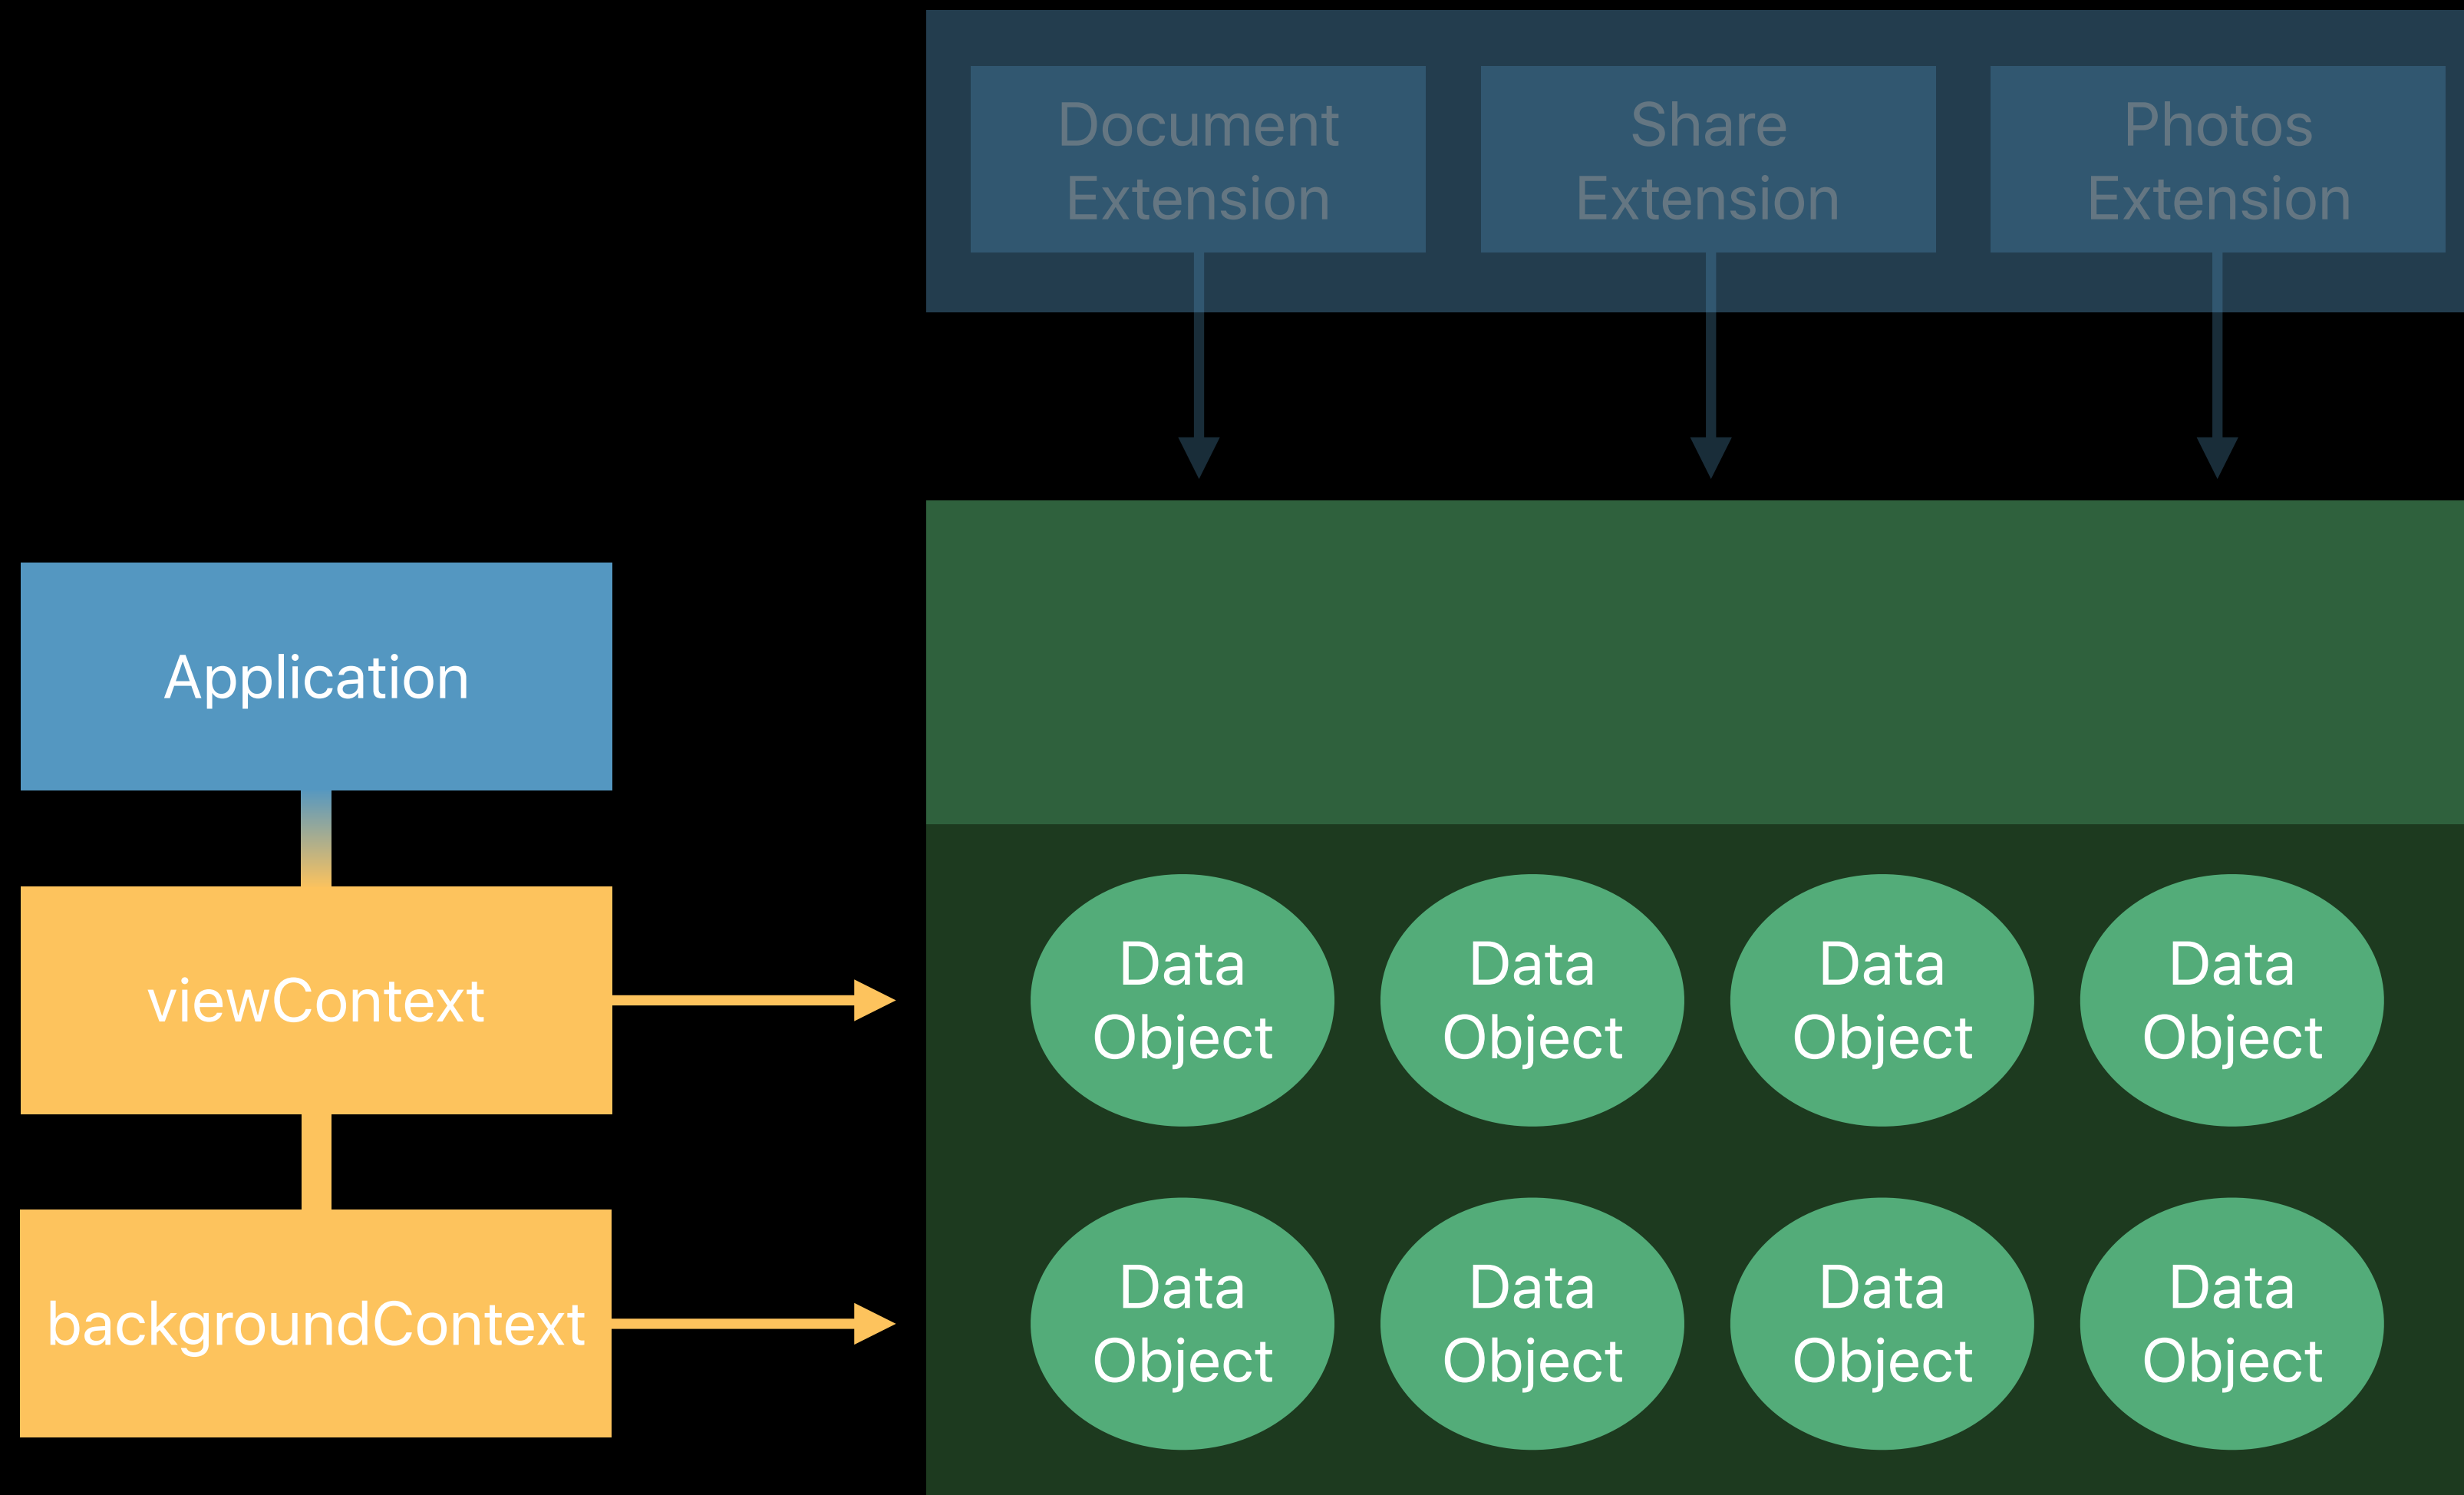 Document
Extension
Share
Extension
Photos
Extension
Application
viewContext
Data
Object
Data
Object
Data
Object
Data
Object
backgroundContext
Data
Object
Data
Object
Data
Object
Data
Object